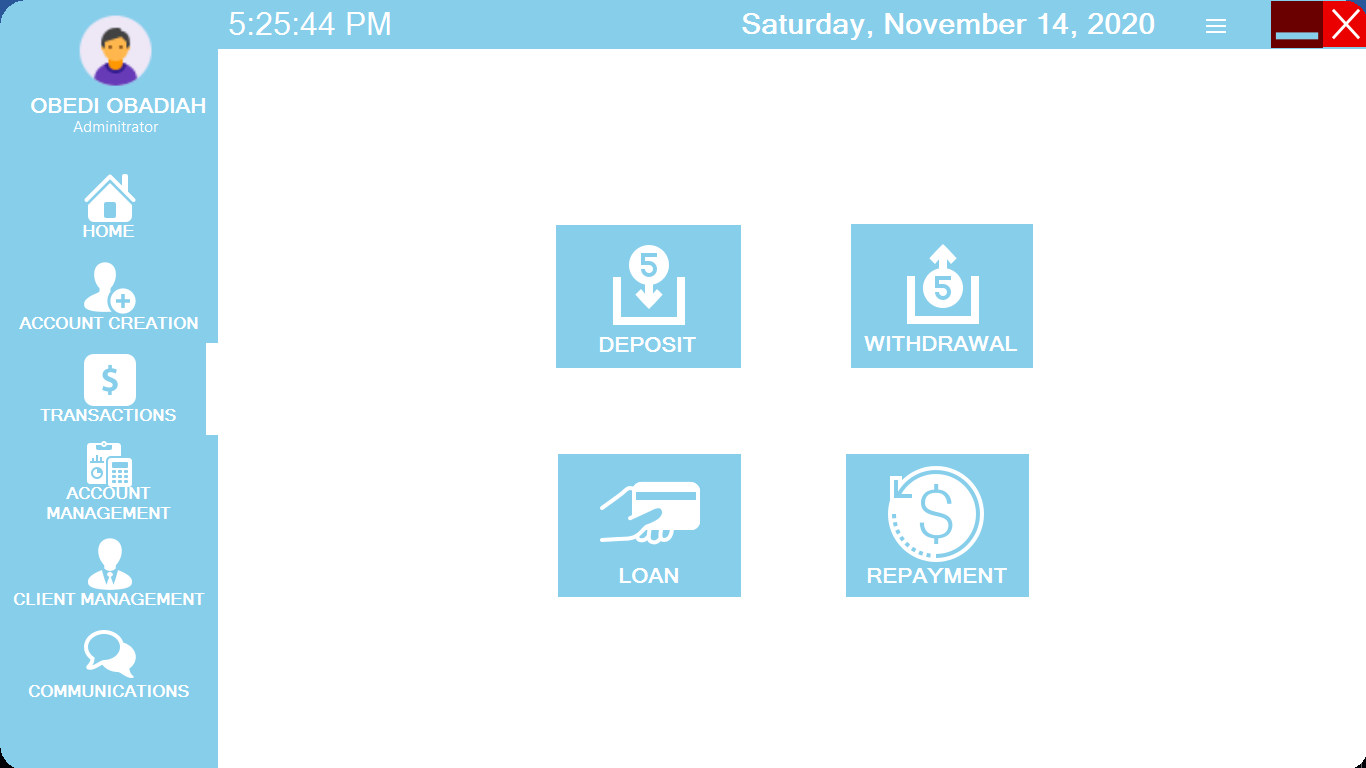 5:25:44 PM
Saturday, November 14, 2020
OBEDI OBADIAH
Adminitrator
HOME
ACCOUNT CREATION
$
TRANSACTIONS
ACCOUNT
MANAGEMENT
CLIENT MANAGEMENT
COMMUNICATIONS
5
DEPOSIT
5
WITHDRAWAL
LOAN
$
REPAYMENT